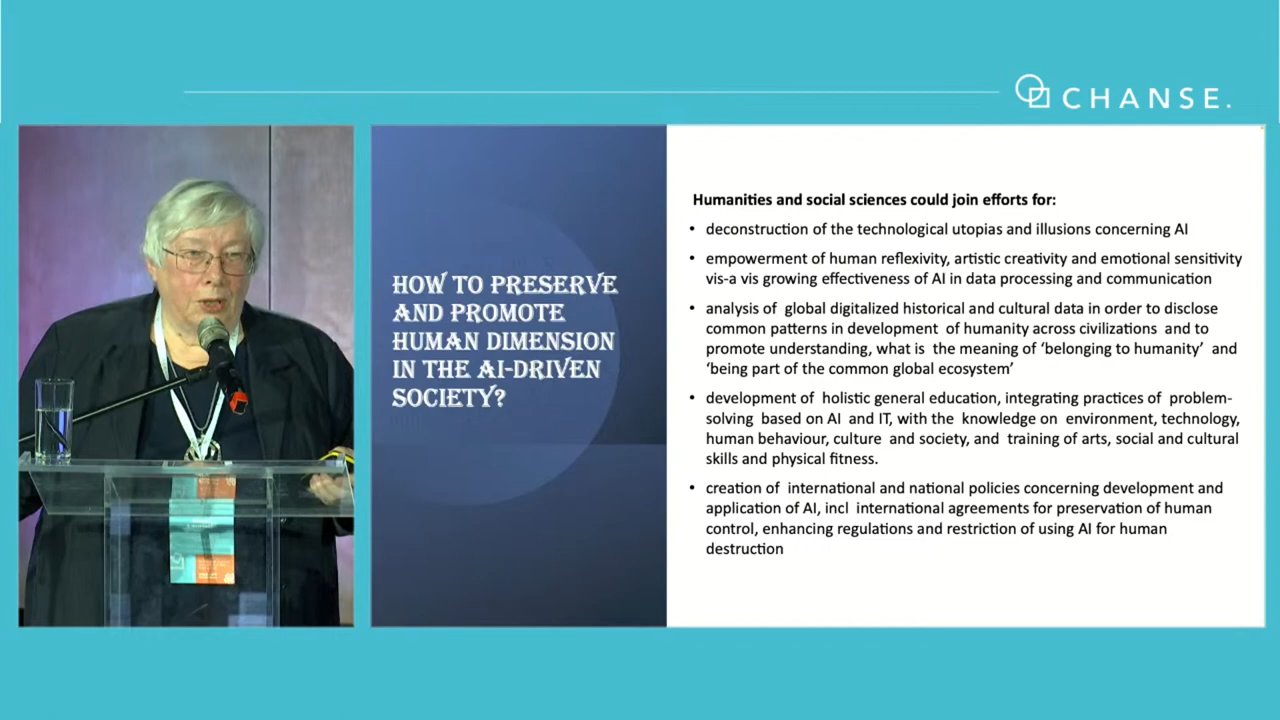 CHANSE.
HOW TO PRESERVE
AND PROMOTE
HUMAN DIMENSION
IN THE AI-DRIVEN
SOCIETY?
Humanities and social sciences could join efforts for:
• deconstruction of the technological utopias and illusions concerning AI
• empowerment of human reflexivity, artistic creativity and emotional sensitivity
vis-a vis growing effectiveness of AI in data processing and communication
• analysis of global digitalized historical and cultural data in order to disclose
common patterns in development of humanity across civilizations and to
promote understanding, what is the meaning of ‘belonging to humanity’ and
‘being part of the common global ecosystem’
• development of holistic general education, integrating practices of problem-
solving based on AI and IT, with the knowledge on environment, technology,
human behaviour, culture and society, and training of arts, social and cultural
skills and physical fitness.
• creation of international and national policies concerning development and
application of AI, incl international agreements for preservation of human
control, enhancing regulations and restriction of using AI for human
destruction